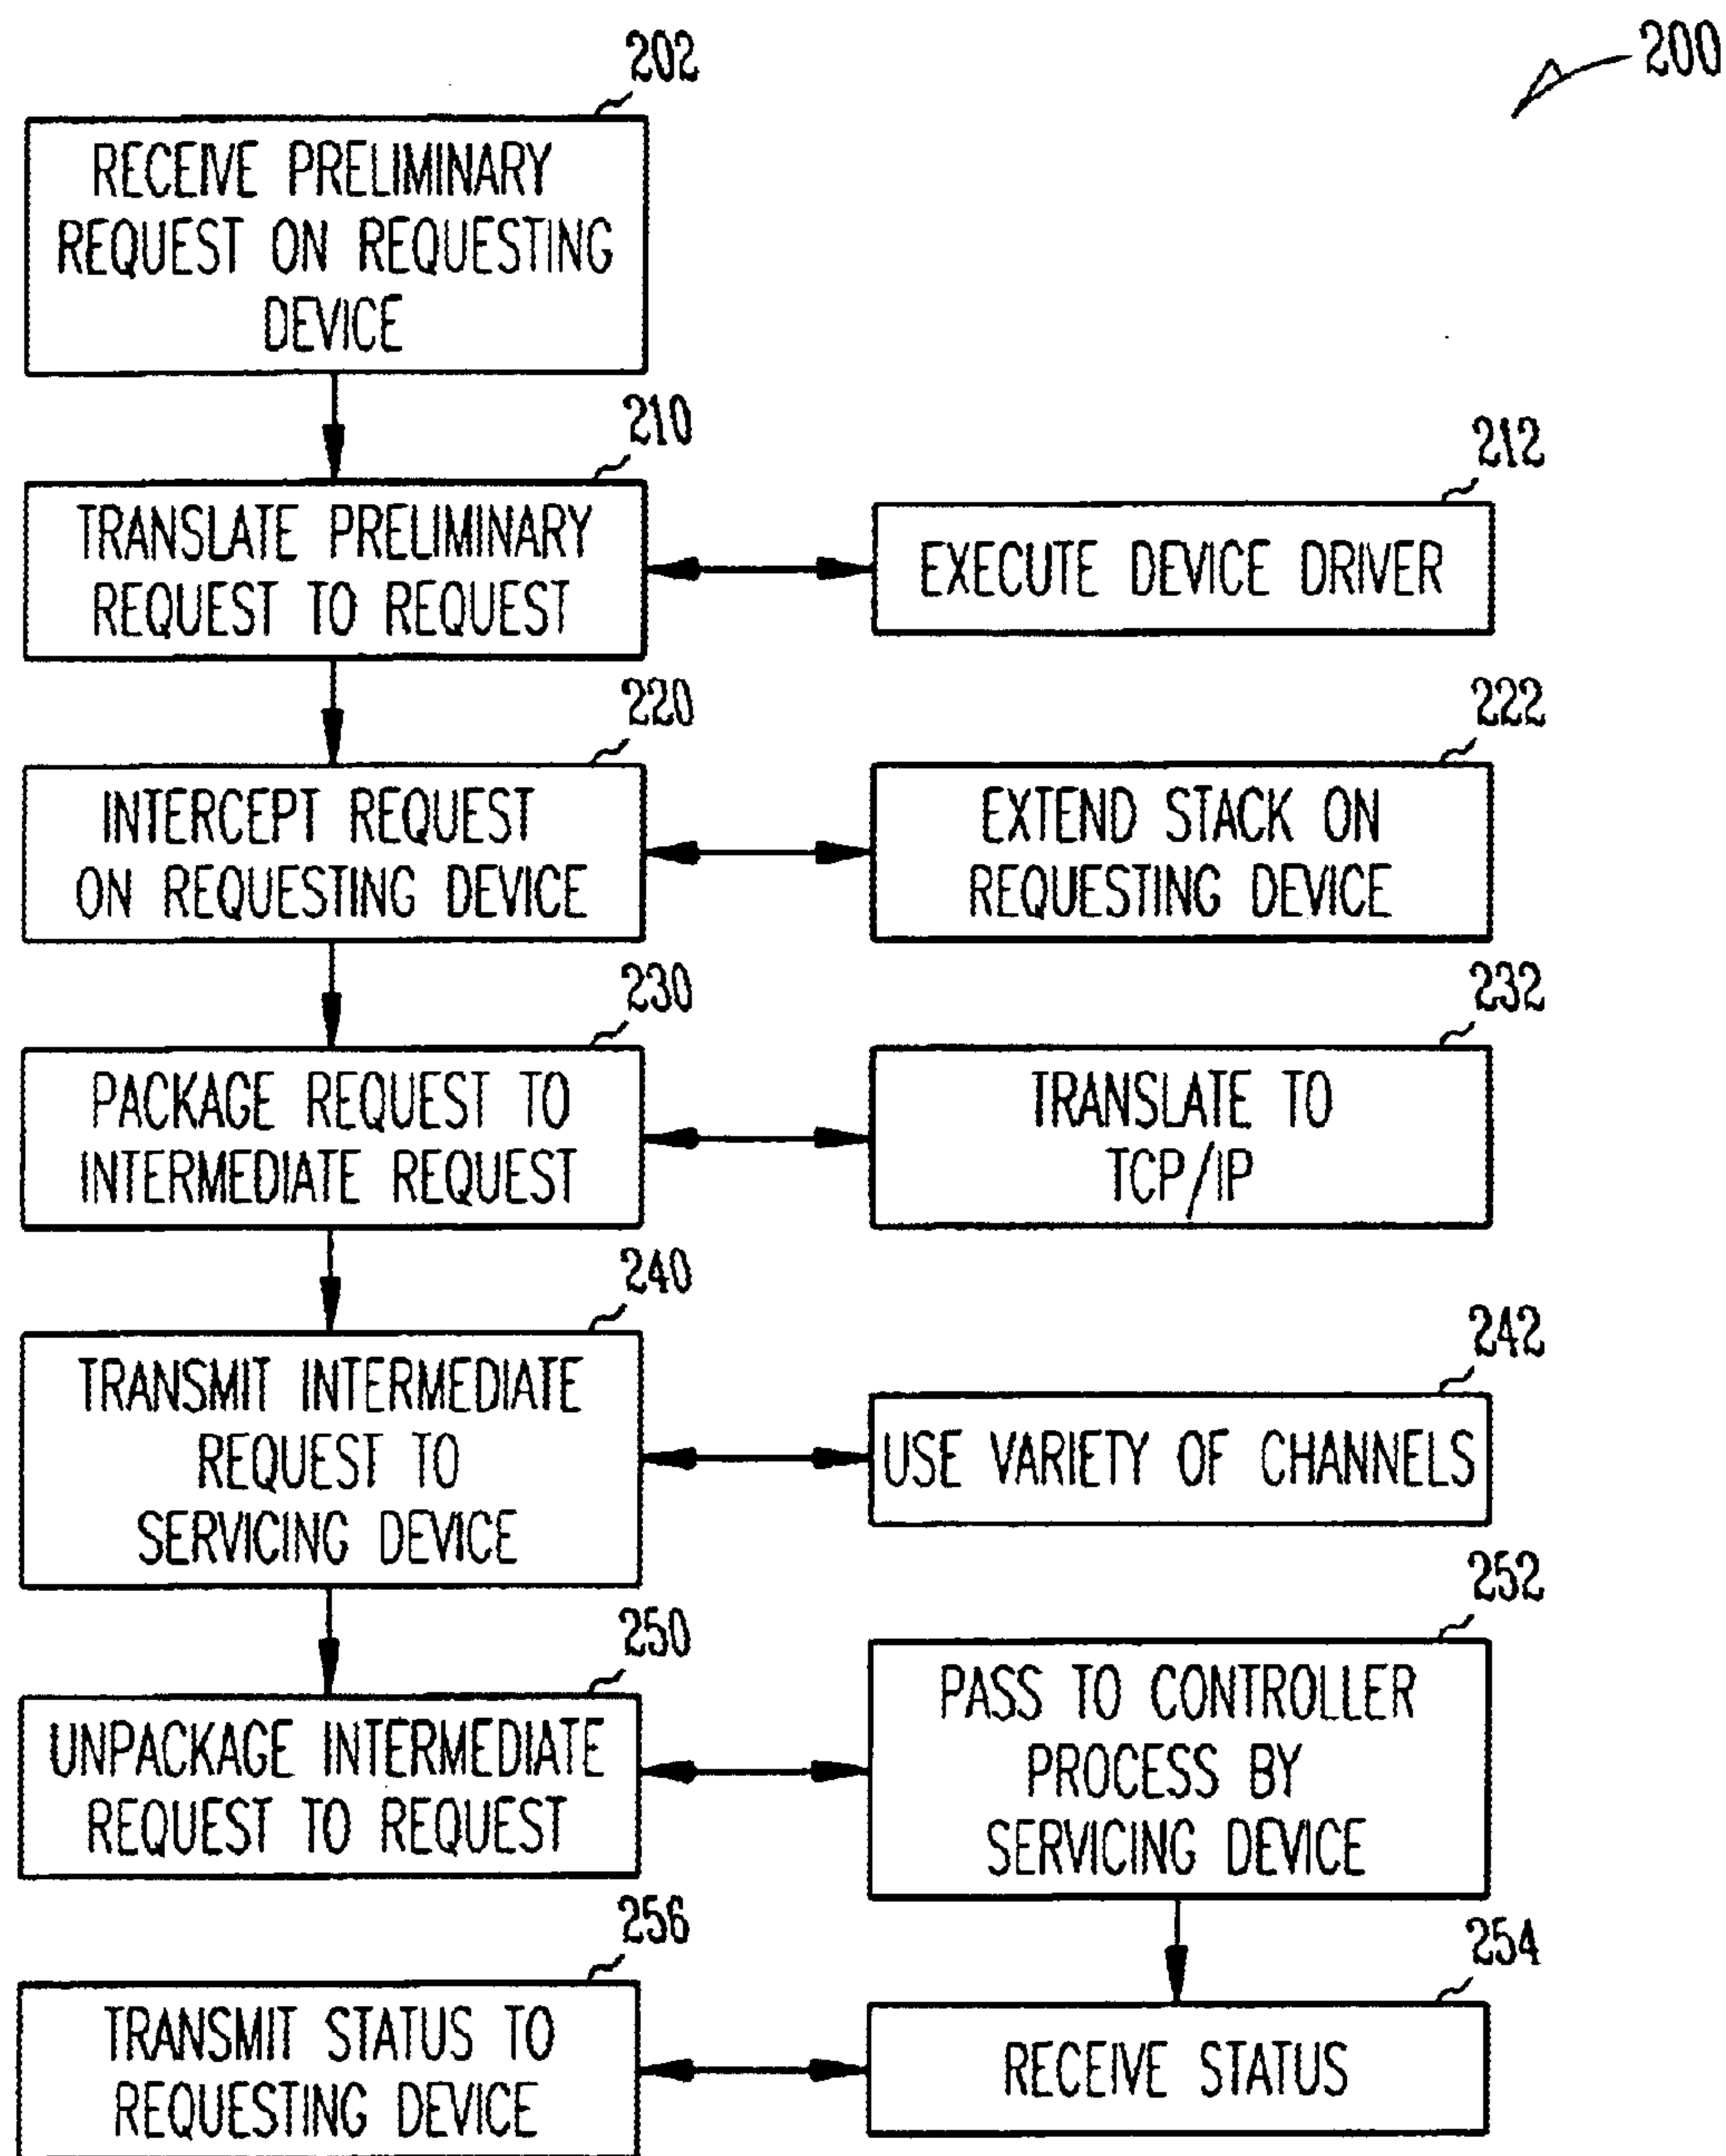 200
202
RECEIVE PRELIMINARY
REQUEST ON REQUESTING
DEVICE
210
TRANSLATE PRELIMINARY
REQUEST TO REQUEST
212
EXECUTE DEVICE DRIVER
220
INTERCEPT REQUEST
ON REQUESTING DEVICE
222
EXTEND STACK ON
REQUESTING DEVICE
230
PACKAGE REQUEST TO
INTERMEDIATE REQUEST
232
TRANSLATE TO
TCP/IP
240
TRANSMIT INTERMEDIATE
REQUEST TO
SERVICING DEVICE
242
USE VARIETY OF CHANNELS
250
UNPACKAGE INTERMEDIATE
REQUEST TO REQUEST
252
PASS TO CONTROLLER
PROCESS BY
SERVICING DEVICE
256
TRANSMIT STATUS TO
REQUESTING DEVICE
254
RECEIVE STATUS